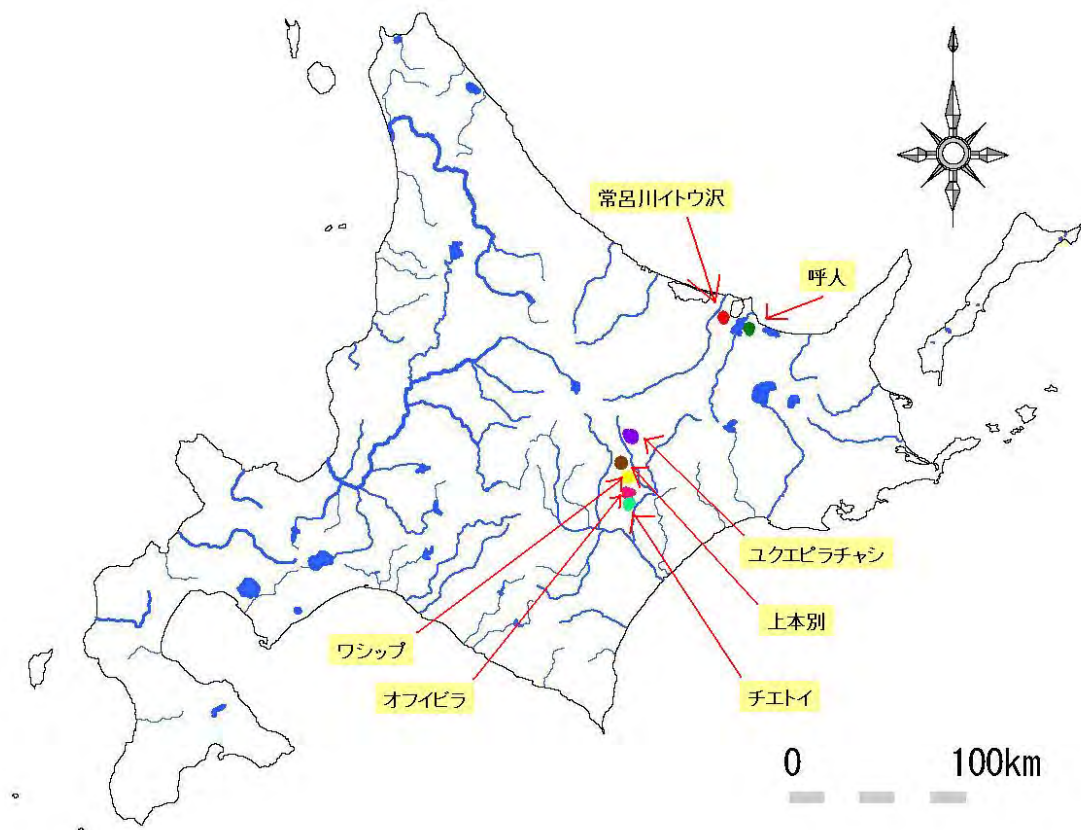 常呂川イトウ沢
呼人
ユクエピラチャシ
上本別
ワシップ
オフイビラ
チエトイ
0 100km